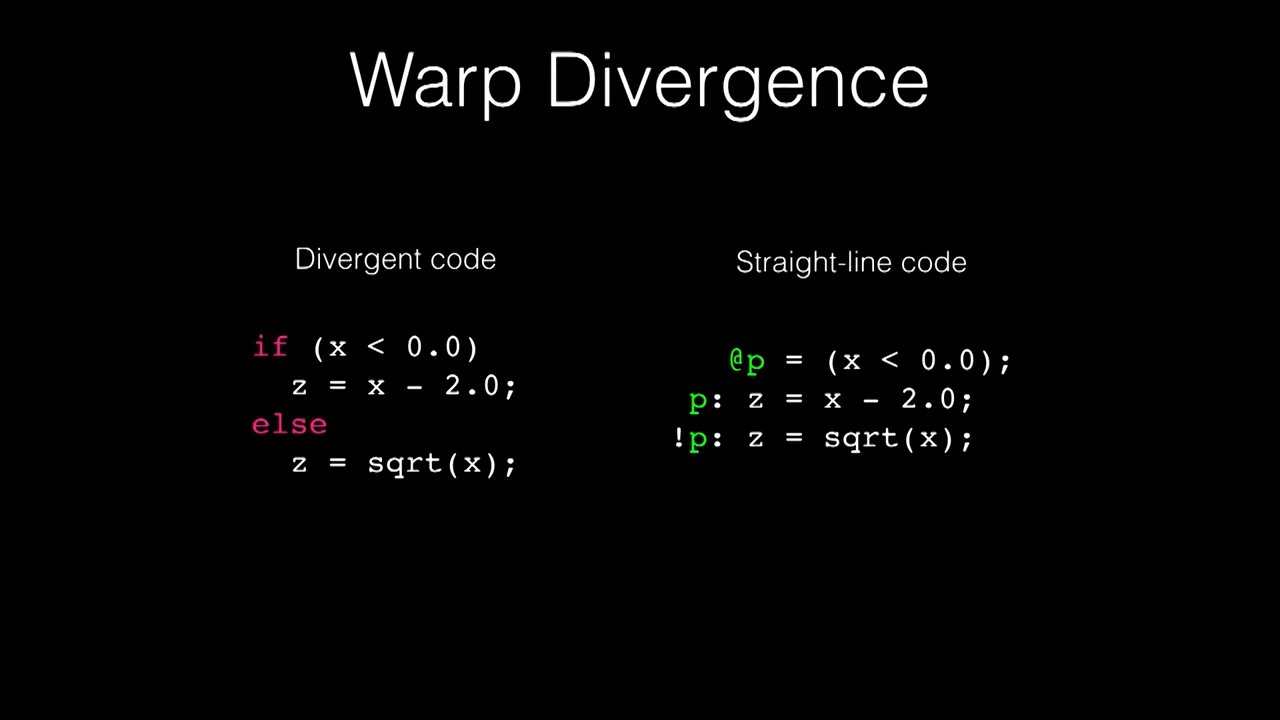 Warp Divergence
Divergent code
if (x < 0.0)
  z = x - 2.0;
else
  z = sqrt(x);
Straight-line code
@p = (x < 0.0);
p: z = x - 2.0;
!p: z = sqrt(x);